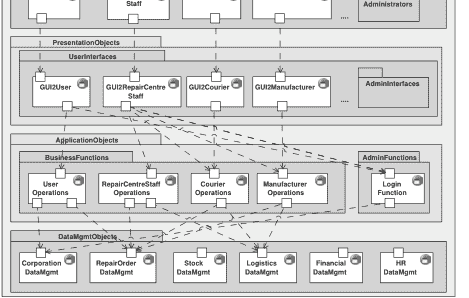 Staff
Administrators
....
PresentationObjects
UserInterfaces
GUI2User
GUI2RepairCentre
Staff
GUI2Courier
GUI2Manufacturer
....
AdminInterfaces
ApplicationObjects
BusinessFunctions
AdminFunctions
User
Operations
RepairCentreStaff
Operations
Courier
Operations
Manufacturer
Operations
Login
Function
DataMgmtObjects
Corporation
DataMgmt
RepairOrder
DataMgmt
Stock
DataMgmt
Logistics
DataMgmt
Financial
DataMgmt
HR
DataMgmt